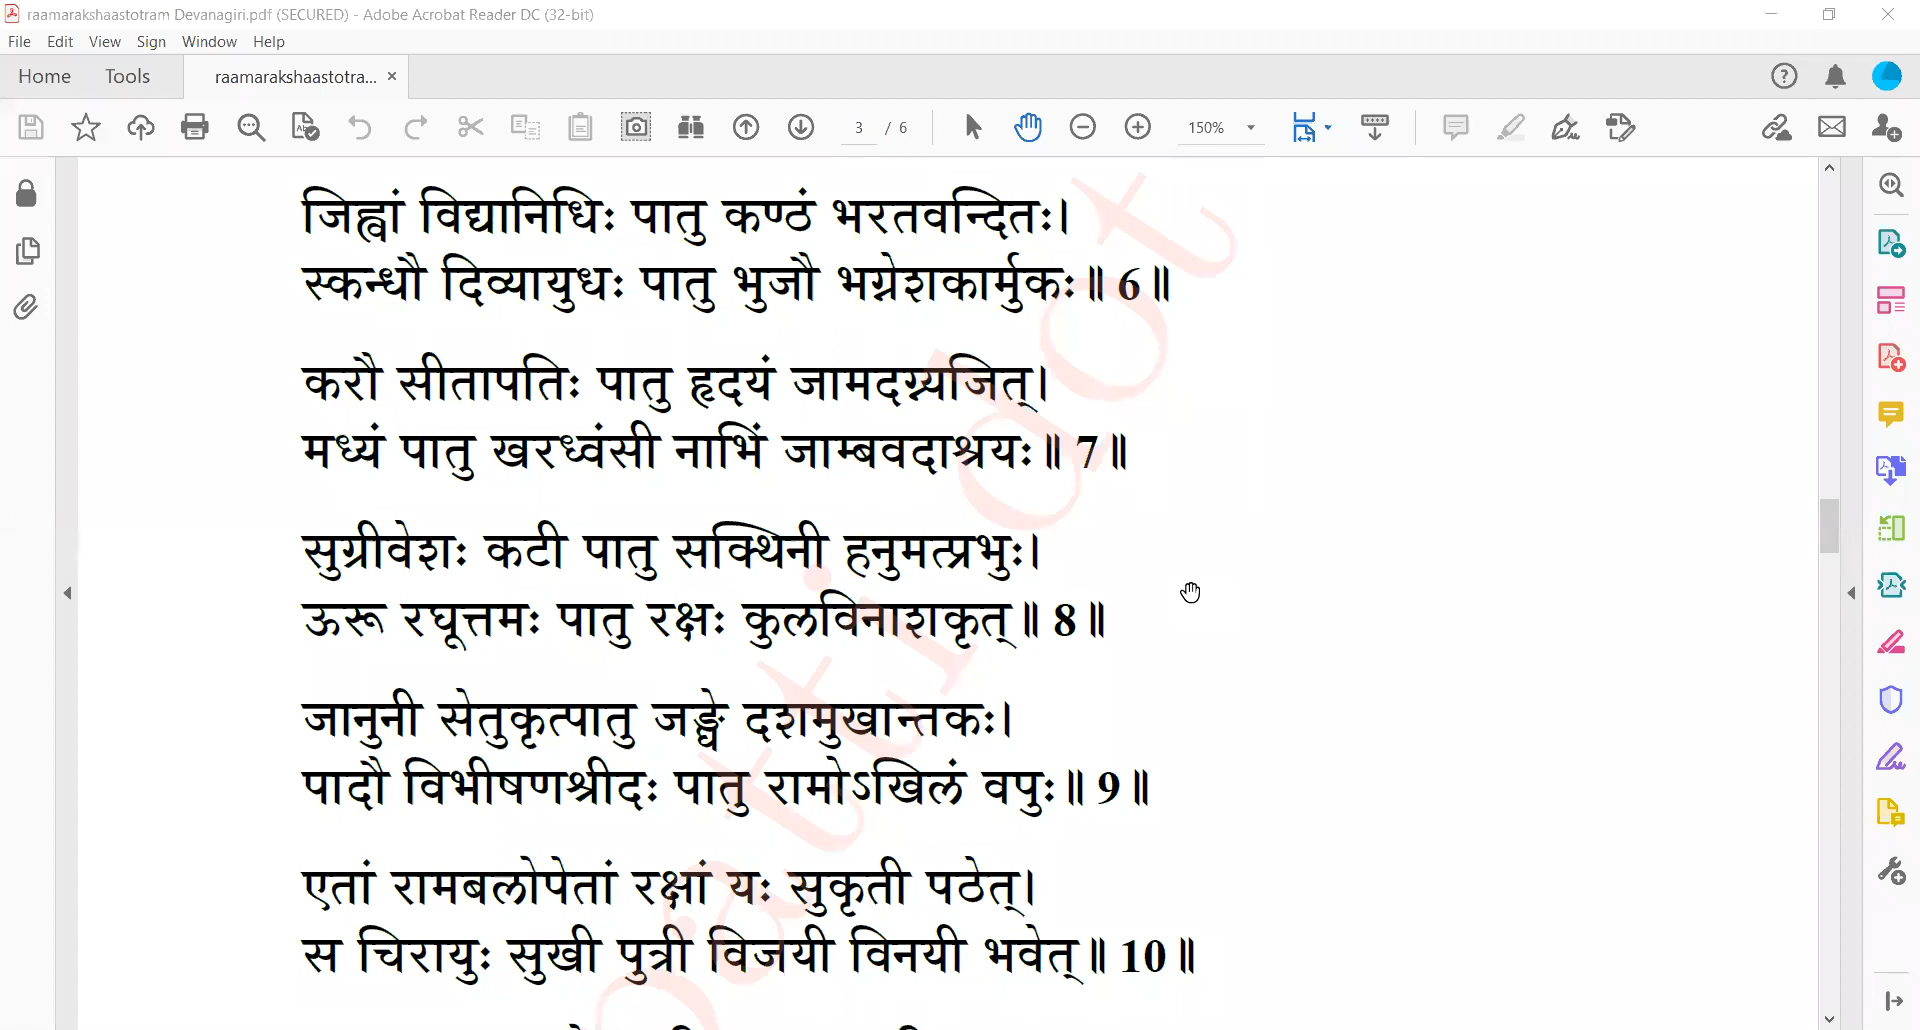 raamarakshaastotram Devanagiri.pdf (SECURED) - Adobe Acrobat Reader DC (32-bit)
File Edit View Sign Window Help
Home Tools raamarakshaastotra... ×
3 / 6 150%
जिह्वां विद्यानिधिः पातु कण्ठं भरतवन्दितः।
स्कन्धौ दिव्यायुधः पातु भुजौ भग्नेशकार्मुकः॥ 6॥
करौ सीतापतिः पातु हृदयं जामदग्न्यजित्।
मध्यं पातु खरध्वंसी नाभिं जाम्बवदाश्रयः॥ 7॥
सुग्रीवेशः कटी पातु सक्थिनी हनुमत्प्रभुः।
ऊरू रघूत्तमः पातु रक्षः कुलविनाशकृत्॥ 8॥
जानुनी सेतुकृत्पातु जङ्घे दशमुखान्तकः।
पादौ विभीषणश्रीदः पातु रामोऽखिलं वपुः॥ 9॥
एतां रामबलोपेतां रक्षां यः सुकृती पठेत्।
स चिरायुः सुखी पुत्री विजयी विनयी भवेत्॥ 10॥